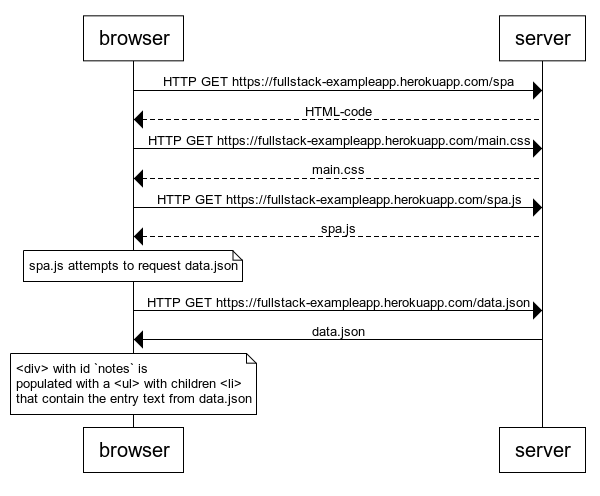 browser
server
HTTP GET https://fullstack-exampleapp.herokuapp.com/spa
HTML-code
HTTP GET https://fullstack-exampleapp.herokuapp.com/main.css
main.css
HTTP GET https://fullstack-exampleapp.herokuapp.com/spa.js
spa.js
spa.js attempts to request data.json
HTTP GET https://fullstack-exampleapp.herokuapp.com/data.json
data.json
<div> with id `notes` is
populated with a <ul> with children <li>
that contain the entry text from data.json
browser
server